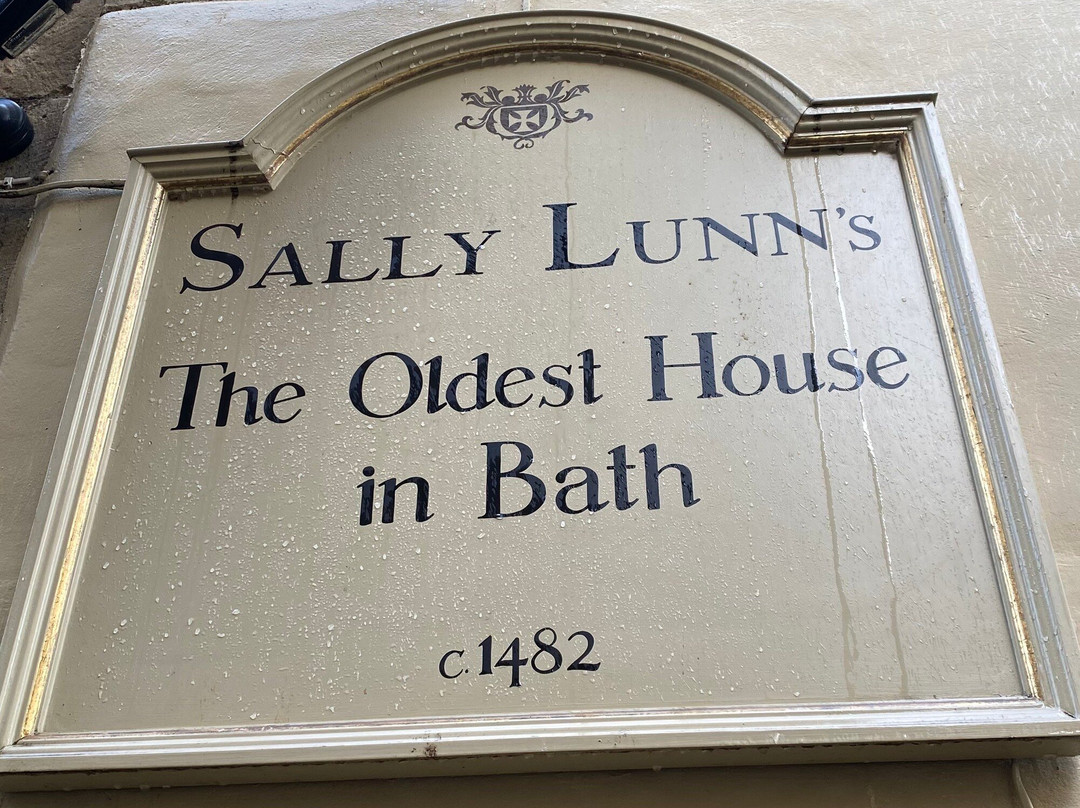 Sally Lunn's
The Oldest House
in Bath
c.1482